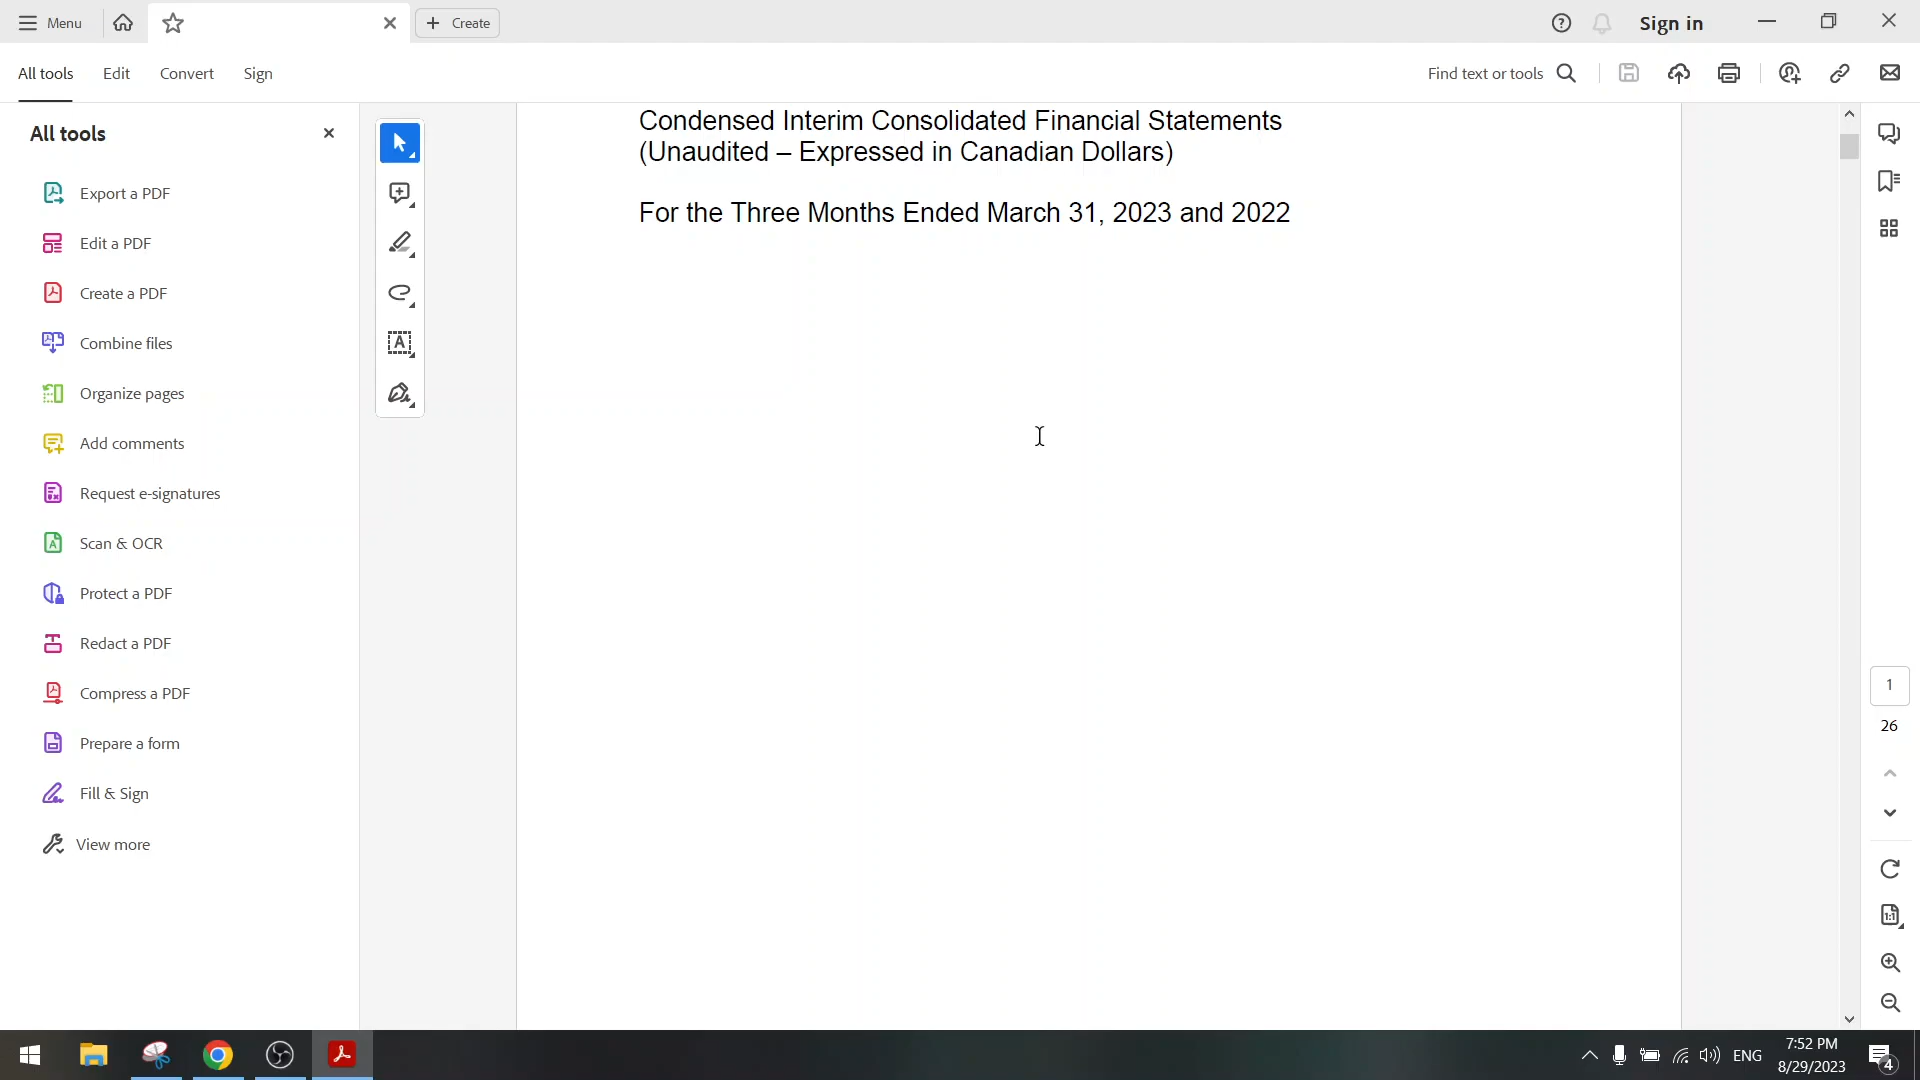 Menu
Create
Sign in
All tools
Edit
Convert
Sign
Find text or tools
All tools
Export a PDF
Edit a PDF
Create a PDF
Combine files
Organize pages
Add comments
Request e-signatures
Scan & OCR
Protect a PDF
Redact a PDF
Compress a PDF
Prepare a form
Fill & Sign
View more
Condensed Interim Consolidated Financial Statements
(Unaudited – Expressed in Canadian Dollars)
For the Three Months Ended March 31, 2023 and 2022
1
26
ENG
7:52 PM
8/29/2023
4